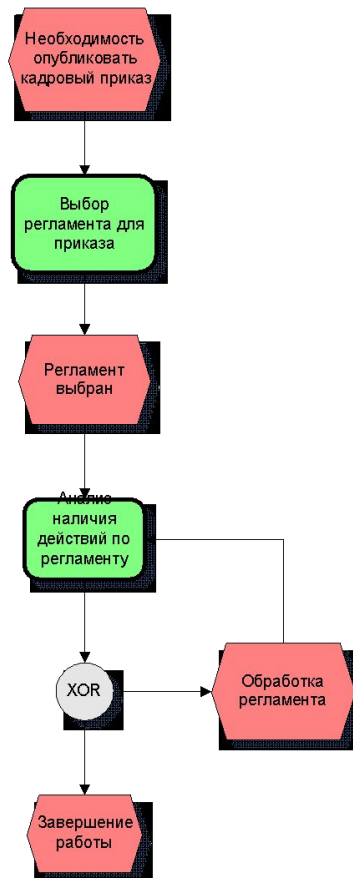 Необходимость
опубликовать
кадровый приказ
Выбор
регламента для
приказа
Регламент
выбран
Анализ
наличия
действий по
регламенту
XOR
Обработка
регламента
Завершение
работы